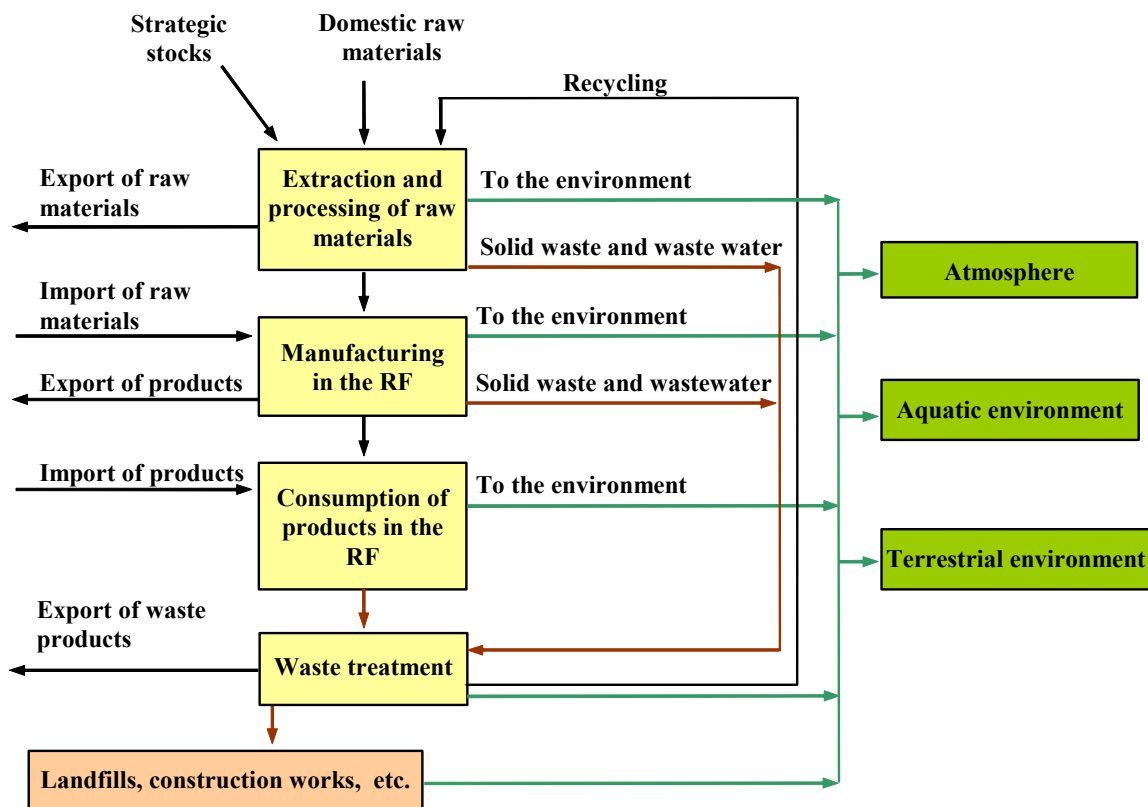 Strategic
stocks
Domestic raw
materials
Recycling
Export of raw
materials
Extraction and
processing of raw
materials
To the environment
Solid waste and waste water
Atmosphere
Import of raw
materials
To the environment
Manufacturing
in the RF
Export of products
Solid waste and wastewater
Aquatic environment
Import of products
To the environment
Consumption of
products in the
RF
Terrestrial environment
Export of waste
products
Waste treatment
Landfills, construction works, etc.